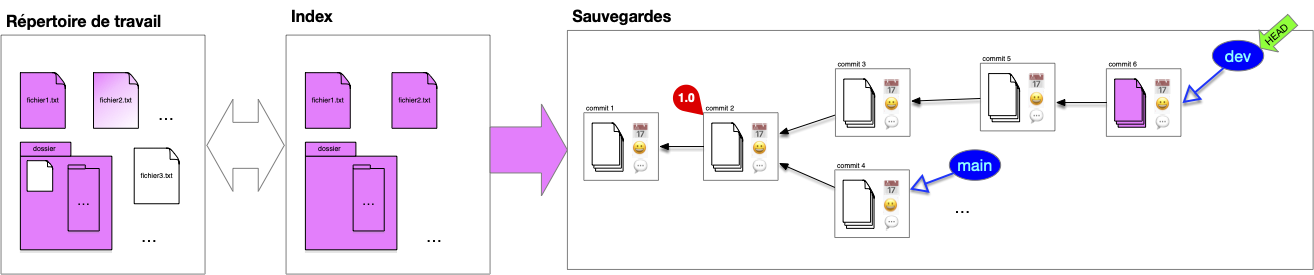 Répertoire de travail
fichier1.txt
fichier2.txt
...
dossier
...
fichier3.txt
...
Index
fichier1.txt
fichier2.txt
dossier
...
...
Sauvegardes
commit 1
17
1.0
commit 2
17
commit 3
17
commit 4
17
commit 5
17
commit 6
17
dev
HEAD
main
...